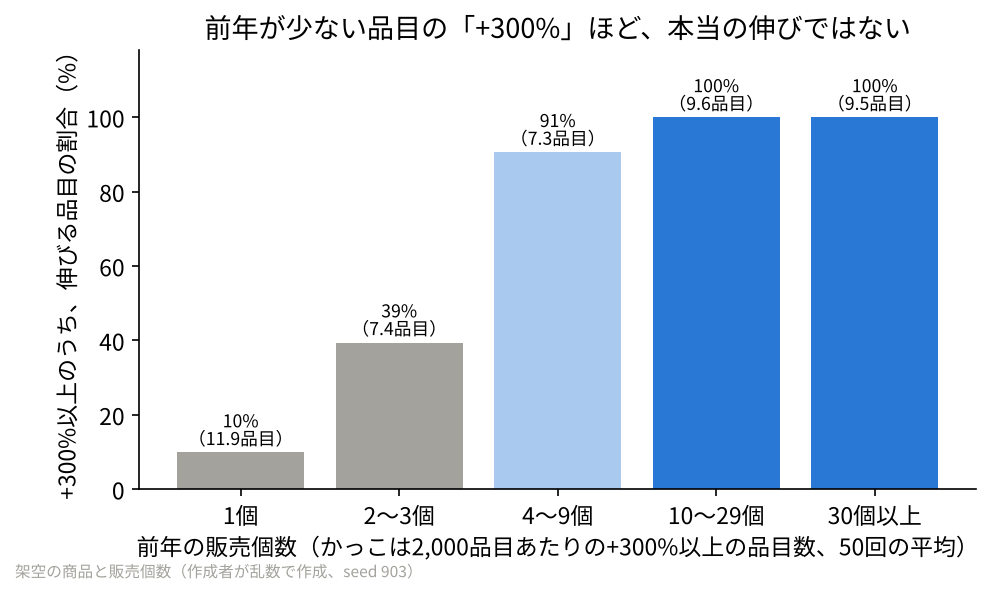 前年が少ない品目の「+300%」ほど、本当の伸びではない
+300%以上のうち、伸びる品目の割合（%）
100
80
60
40
20
0
10%
（11.9品目）
39%
（7.4品目）
91%
（7.3品目）
100%
（9.6品目）
100%
（9.5品目）
1個
2〜3個
4〜9個
10〜29個
30個以上
前年の販売個数（かっこは2,000品目あたりの+300%以上の品目数、50回の平均）
架空の商品と販売個数（作成者が乱数で作成、seed 903）